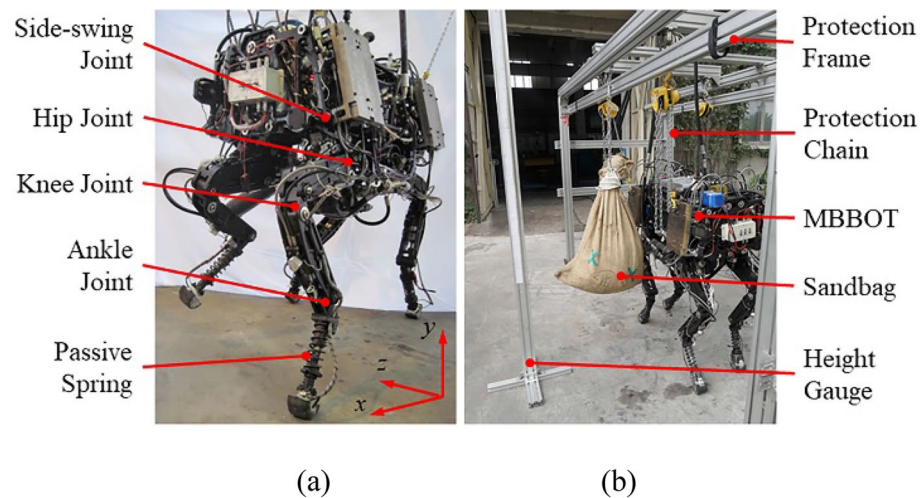 Side-swing
Joint
Hip Joint
Knee Joint
Ankle
Joint
Passive
Spring
y
z
x
Protection
Frame
Protection
Chain
MBBOT
Sandbag
Height
Gauge
(a)
(b)